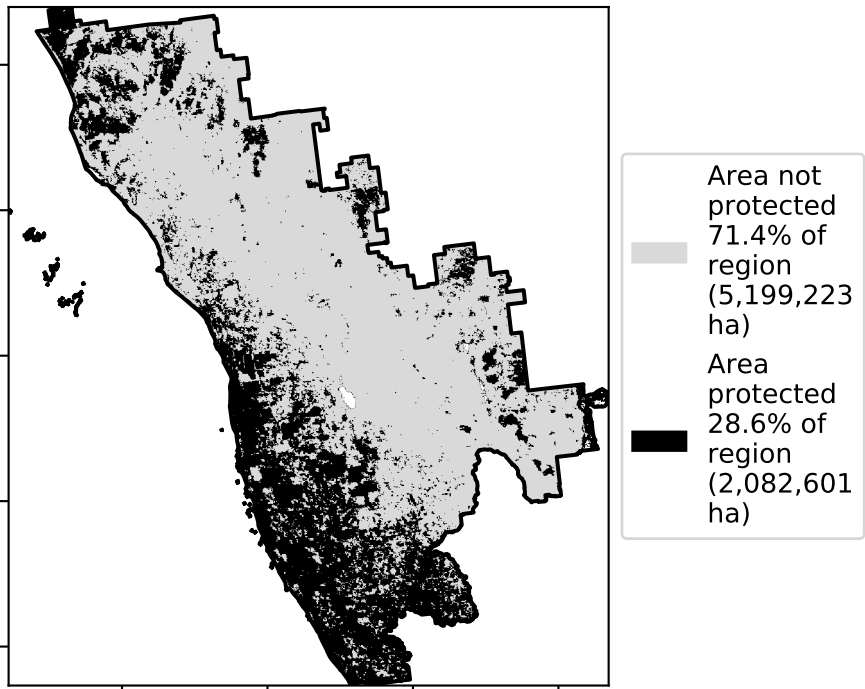 Area not
protected
71.4% of
region
(5,199,223
ha)
Area
protected
28.6% of
region
(2,082,601
ha)